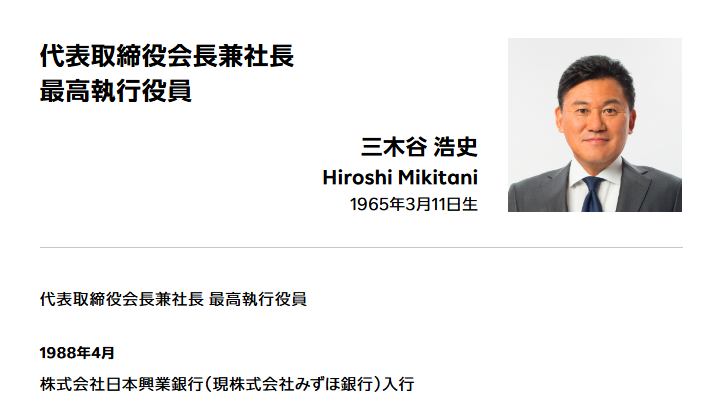 代表取締役会長兼社長
最高執行役員
三木谷 浩史
Hiroshi Mikitani
1965年3月11日生
代表取締役会長兼社長 最高執行役員
1988年4月
株式会社日本興業銀行（現株式会社みずほ銀行）入行